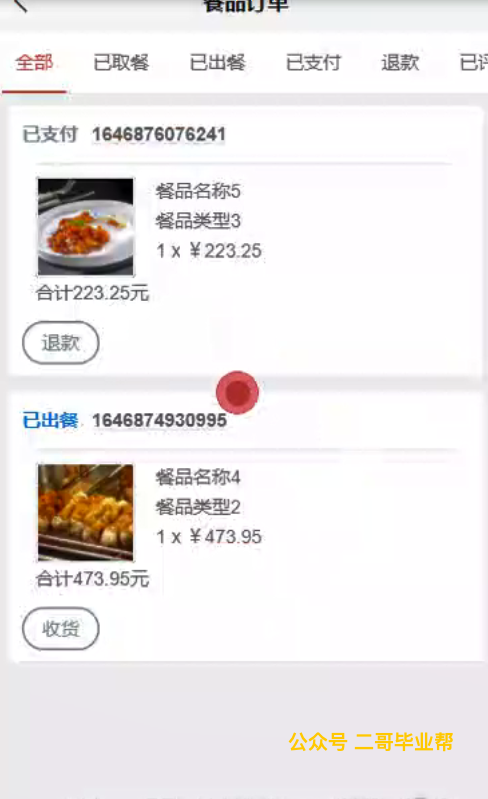 餐品订单
全部 已取餐 已出餐 已支付 退款 已评
已支付 1646876076241
餐品名称5
餐品类型3
1 x ￥223.25
合计223.25元
退款
已出餐 1646874930995
餐品名称4
餐品类型2
1 x ￥473.95
合计473.95元
收货
公众号 二哥毕业帮